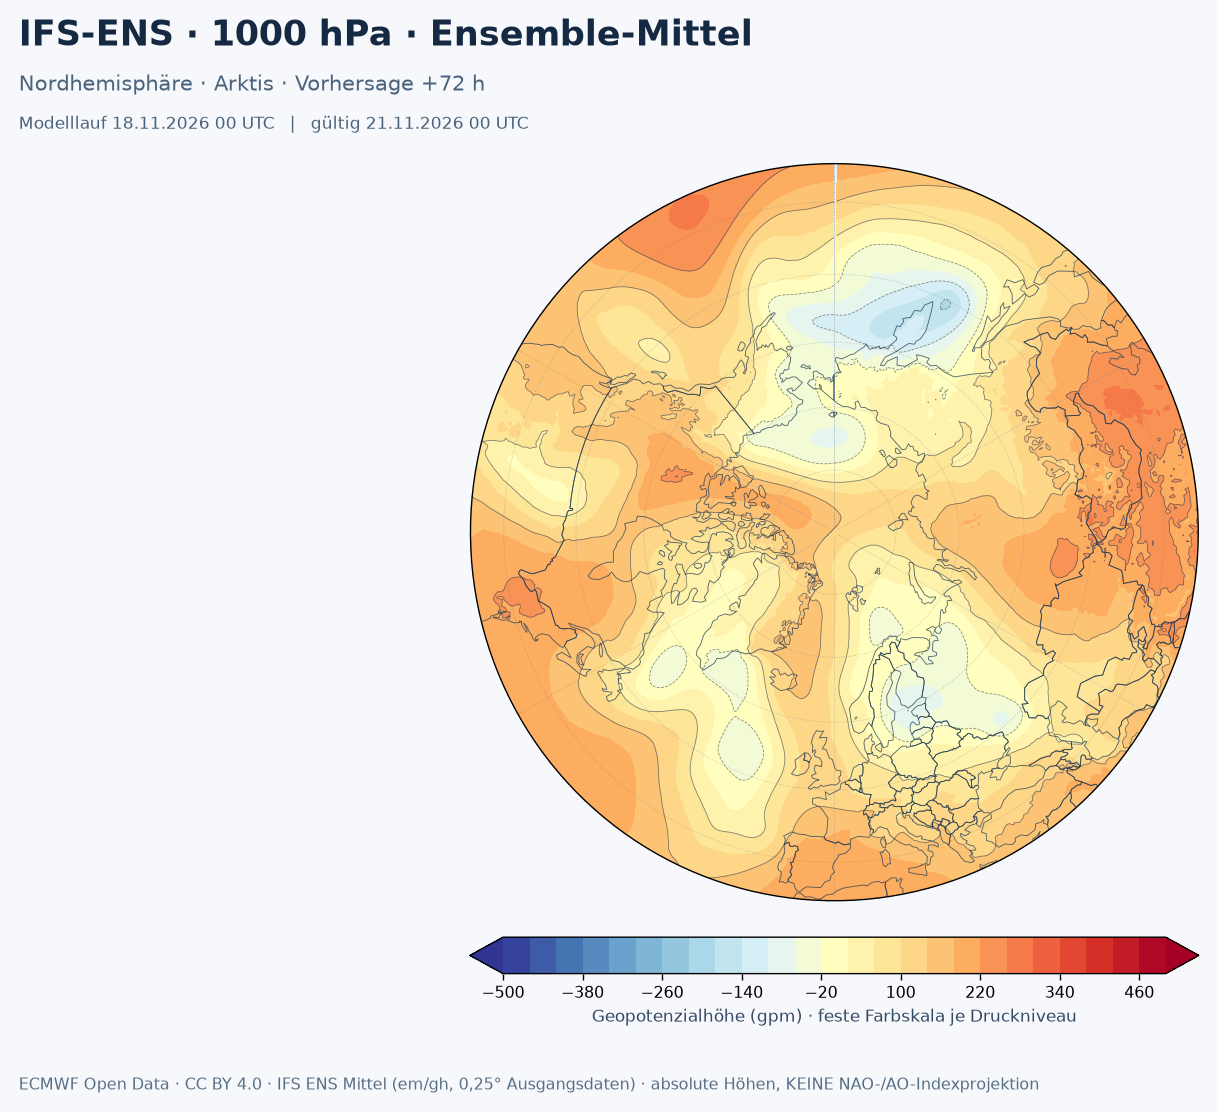 IFS-ENS · 1000 hPa · Ensemble-Mittel
Nordhemisphäre · Arktis · Vorhersage +72 h
Modelllauf 18.11.2026 00 UTC | gültig 21.11.2026 00 UTC
−500 −380 −260 −140 −20 100 220 340 460
Geopotenzialhöhe (gpm) · feste Farbskala je Druckniveau
ECMWF Open Data · CC BY 4.0 · IFS ENS Mittel (em/gh, 0,25° Ausgangsdaten) · absolute Höhen, KEINE NAO-/AO-Indexprojektion